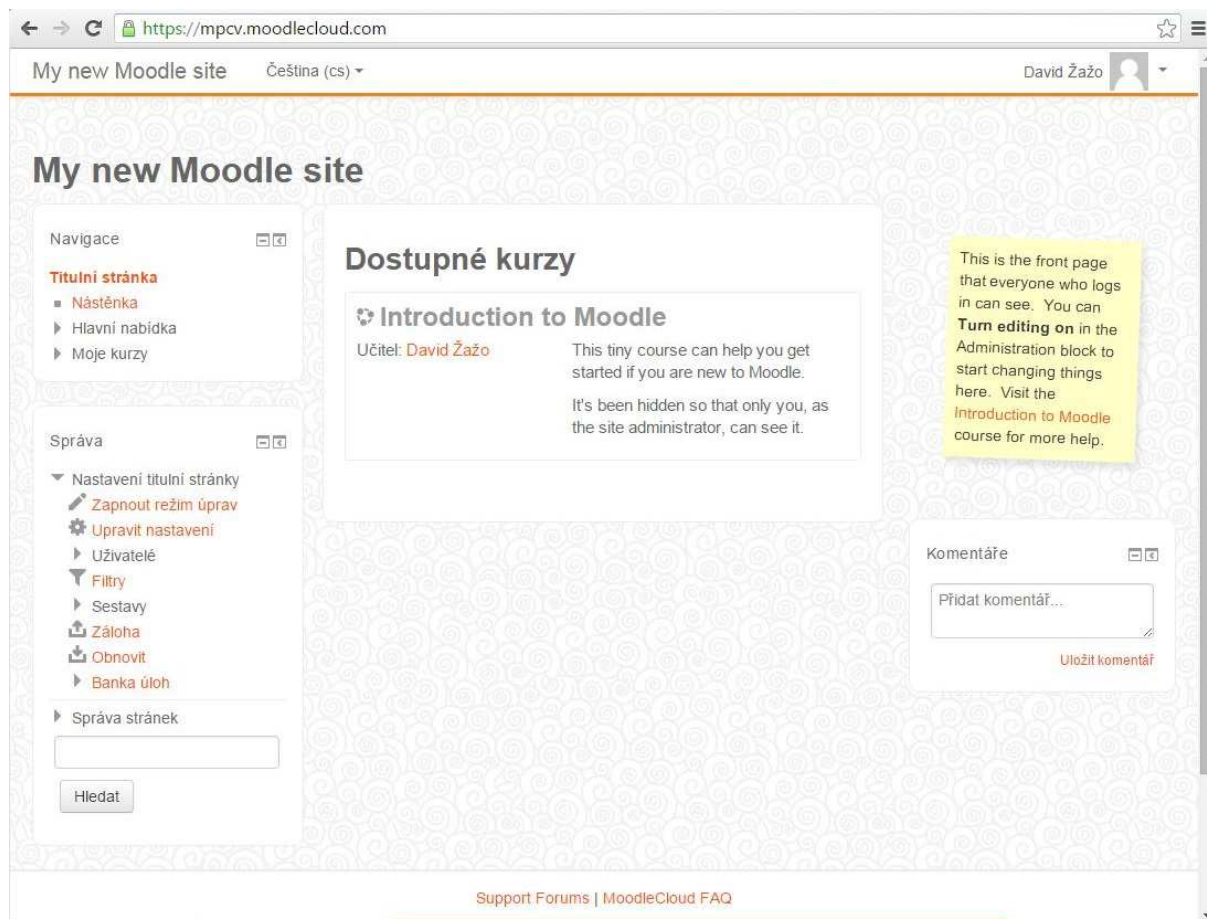 https://mpcv.moodlecloud.com
My new Moodle site
Čeština (cs)
David Žažo
My new Moodle site
Navigace
Titulní stránka
Nástěnka
Hlavní nabídka
Moje kurzy
Správa
Nastavení titulní stránky
Zapnout režim úprav
Upravit nastavení
Uživatelé
Filtry
Sestavy
Záloha
Obnovit
Banka úloh
Správa stránek
Hledat
Dostupné kurzy
Introduction to Moodle
Učitel: David Žažo
This tiny course can help you get
started if you are new to Moodle.
It's been hidden so that only you, as
the site administrator, can see it.
This is the front page
that everyone who logs
in can see. You can
Turn editing on in the
Administration block to
start changing things
here. Visit the
Introduction to Moodle
course for more help.
Komentáře
Přidat komentář...
Uložit komentář
Support Forums | MoodleCloud FAQ